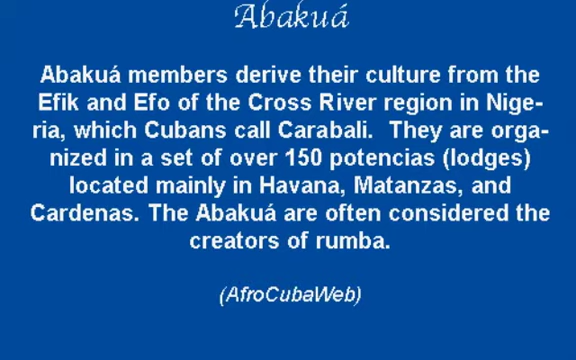 Abakuá
Abakuá members derive their culture from the
Efik and Efo of the Cross River region in Nige-
ria, which Cubans call Carabali.  They are orga-
nized in a set of over 150 potencias (lodges)
located mainly in Havana, Matanzas, and
Cardenas. The Abakuá are often considered the
creators of rumba.
(AfroCubaWeb)